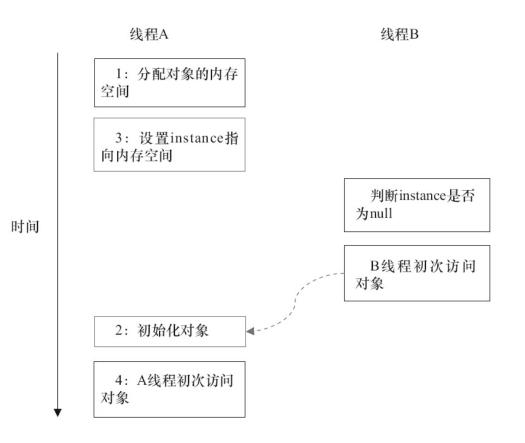 线程A
线程B
1：分配对象的内存
空间
3：设置instance指
向内存空间
判断instance是否
为null
时间
B线程初次访问
对象
2：初始化对象
4：A线程初次访问
对象